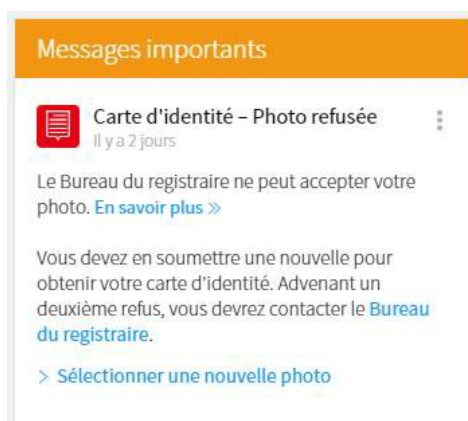 Messages importants
Carte d'identité – Photo refusée
Il y a 2 jours
Le Bureau du registraire ne peut accepter votre
photo. En savoir plus »
Vous devez en soumettre une nouvelle pour
obtenir votre carte d'identité. Advenant un
deuxième refus, vous devrez contacter le Bureau
du registraire.
> Sélectionner une nouvelle photo